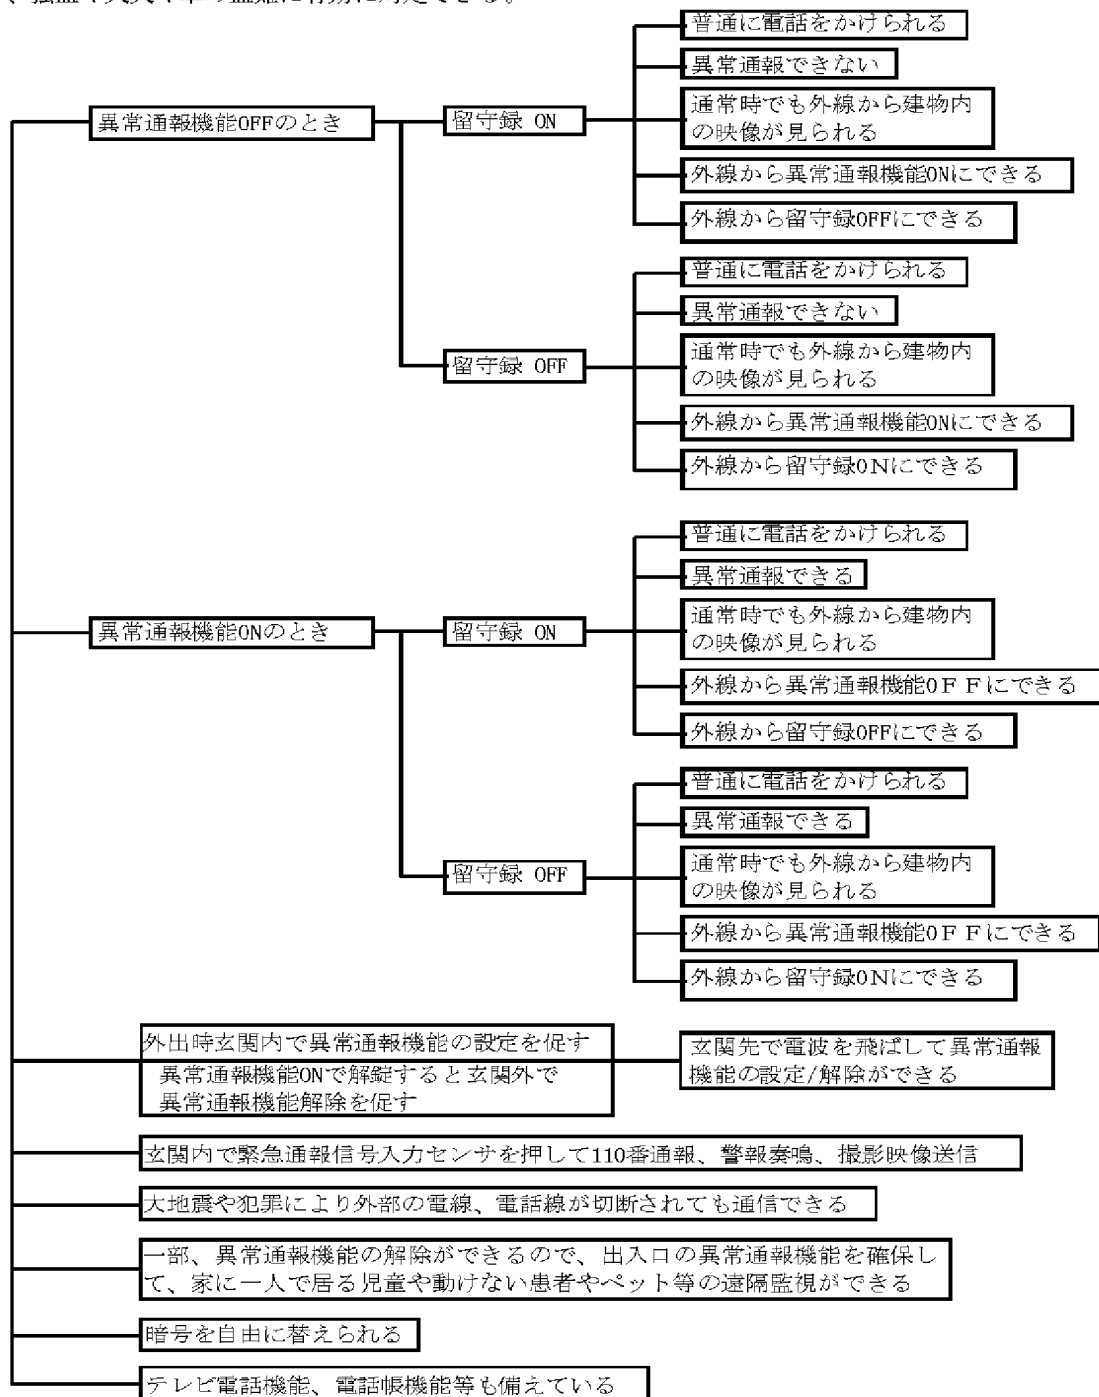 普通に電話をかけられる
異常通報できない
通常時でも外線から建物内
の映像が見られる
異常通報機能OFFのとき
留守録 ON
外線から異常通報機能ONにできる
外線から留守録OFFにできる
普通に電話をかけられる
異常通報できない
通常時でも外線から建物内
の映像が見られる
留守録 OFF
外線から異常通報機能ONにできる
外線から留守録ONにできる
普通に電話をかけられる
異常通報できる
通常時でも外線から建物内
の映像が見られる
異常通報機能ONのとき
留守録 ON
外線から異常通報機能OFFにできる
外線から留守録OFFにできる
普通に電話をかけられる
異常通報できる
通常時でも外線から建物内
の映像が見られる
留守録 OFF
外線から異常通報機能OFFにできる
外線から留守録ONにできる
外出時玄関内で異常通報機能の設定を促す
異常通報機能ONで解錠すると玄関外で
異常通報機能解除を促す
玄関先で電波を飛ばして異常通報
機能の設定/解除ができる
玄関内で緊急通報信号入力センサを押して110番通報、警報奏鳴、撮影映像送信
大地震や犯罪により外部の電線、電話線が切断されても通信できる
一部、異常通報機能の解除ができるので、出入口の異常通報機能を確保し
て、家に一人で居る児童や動けない患者やペット等の遠隔監視ができる
暗号を自由に替えられる
テレビ電話機能、電話帳機能等も備えている